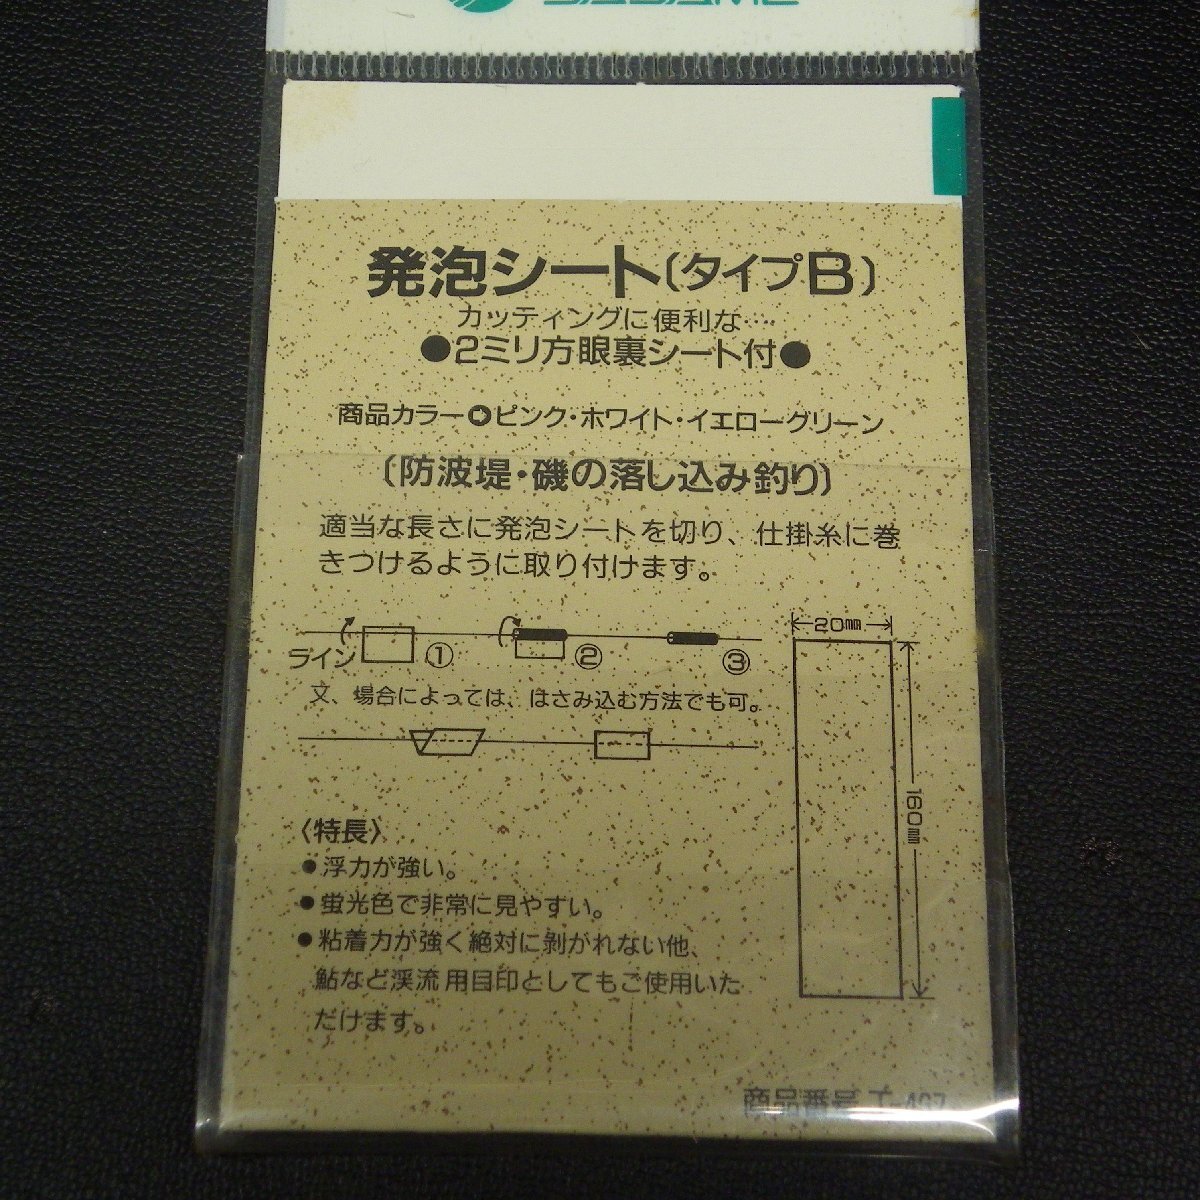 発泡シート〔タイプB〕
カッティングに便利な…
●2ミリ方眼裏シート付●
商品カラー➲ピンク・ホワイト・イエローグリーン
〔防波堤・磯の落し込み釣り〕
適当な長さに発泡シートを切り、仕掛糸に巻
きつけるように取り付けます。
ライン ① ② ③
20㎜
又、場合によっては、はさみ込む方法でも可。
160㎜
〈特長〉
●浮力が強い。
●蛍光色で非常に見やすい。
●粘着力が強く絶対に剝がれない他、
鮎など渓流用目印としてもご使用いた
だけます。
商品番号 T-407